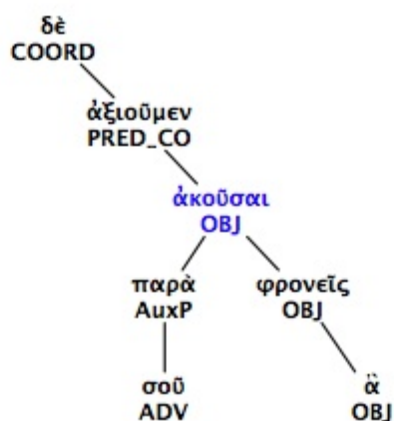 δὲ
COORD
ἀξιοῦμεν
PRED_CO
ἀκοῦσαι
OBJ
παρὰ φρονεῖς
AuxP OBJ
σοῦ ἃ
ADV OBJ